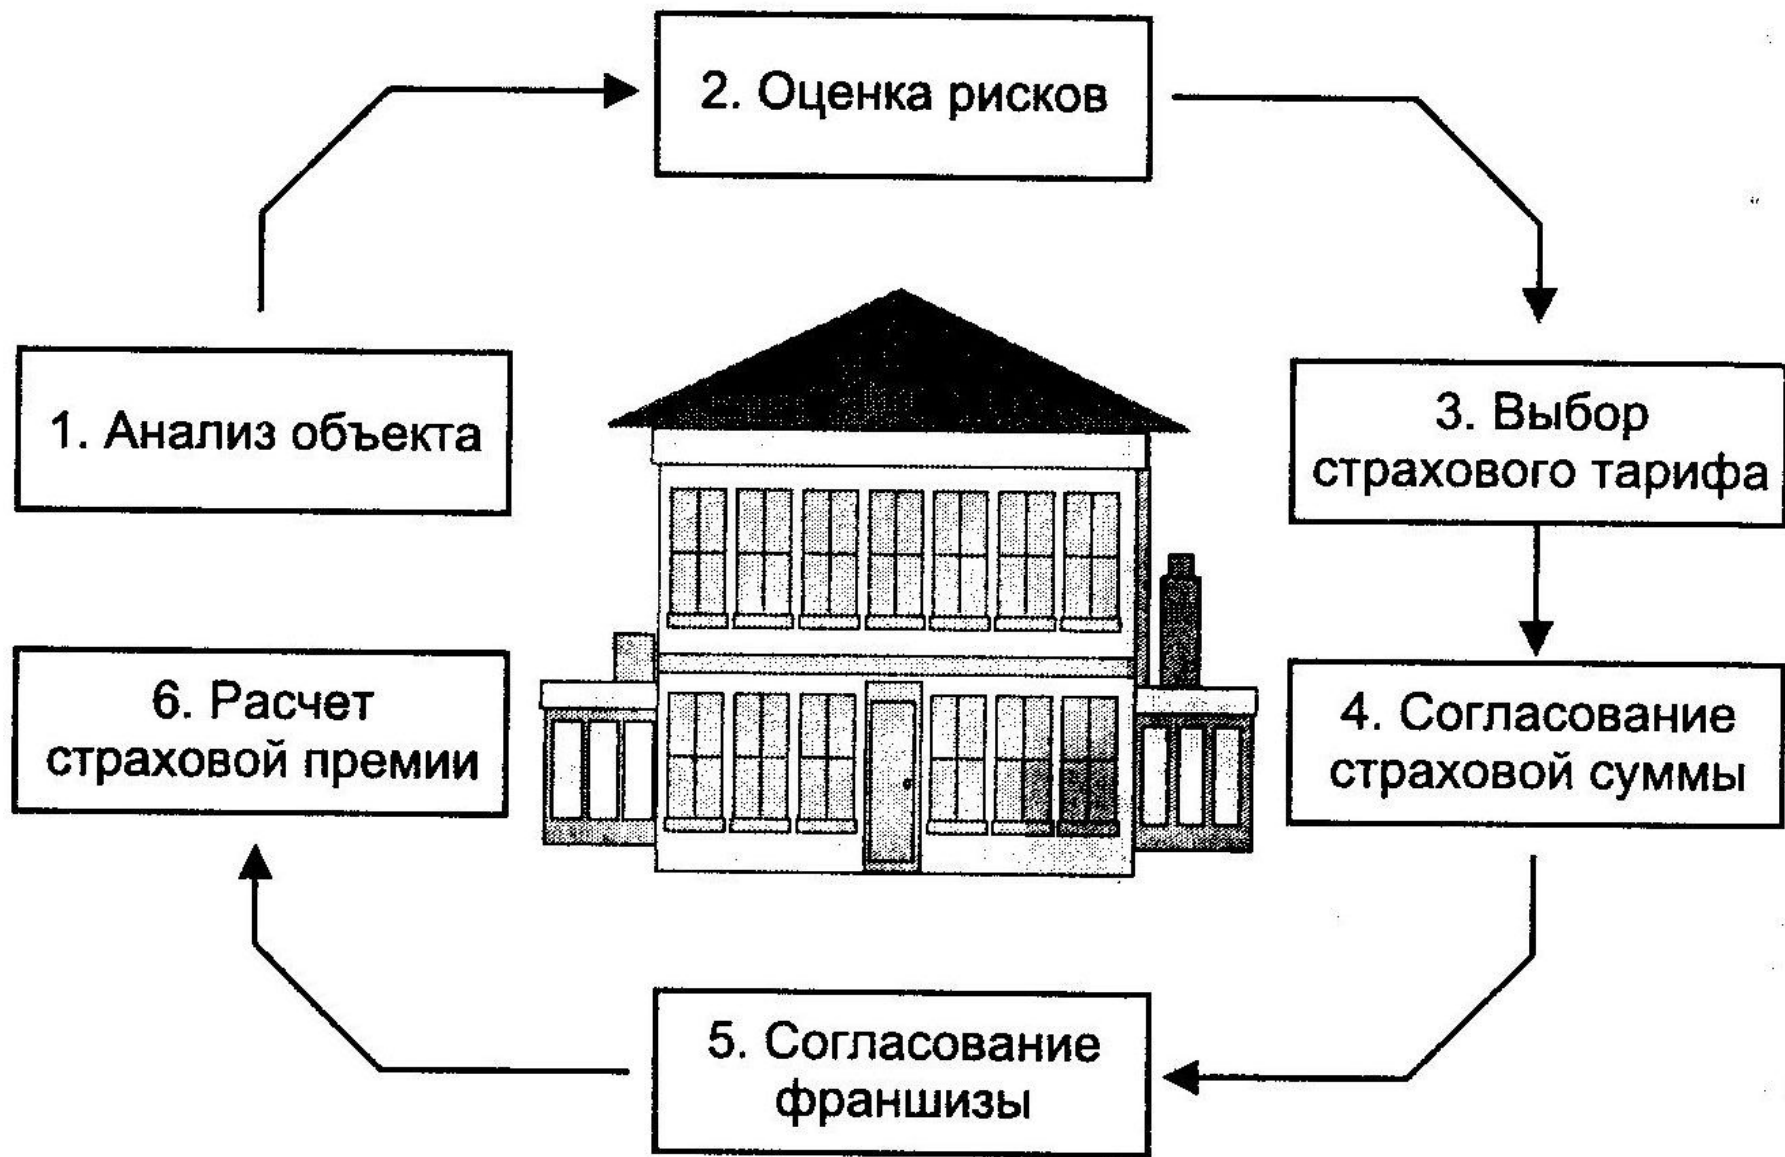 1. Анализ объекта
2. Оценка рисков
3. Выбор
страхового тарифа
4. Согласование
страховой суммы
5. Согласование
франшизы
6. Расчет
страховой премии